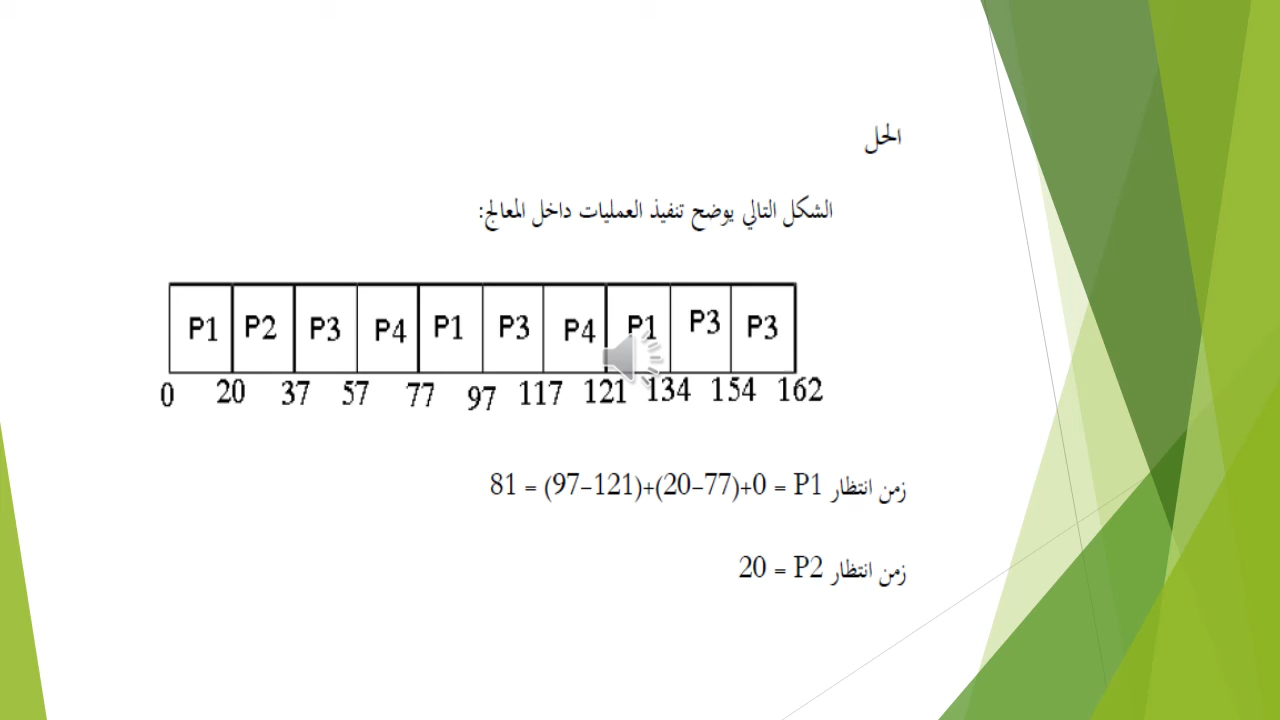 الحل
الشكل التالي يوضح تنفيذ العمليات داخل المعالج:
P1 P2 P3 P4 P1 P3 P4 P1 P3 P3
0 20 37 57 77 97 117 121 134 154 162
زمن انتظار P1 = 0+(77–20)+(121–97) = 81
زمن انتظار P2 = 20